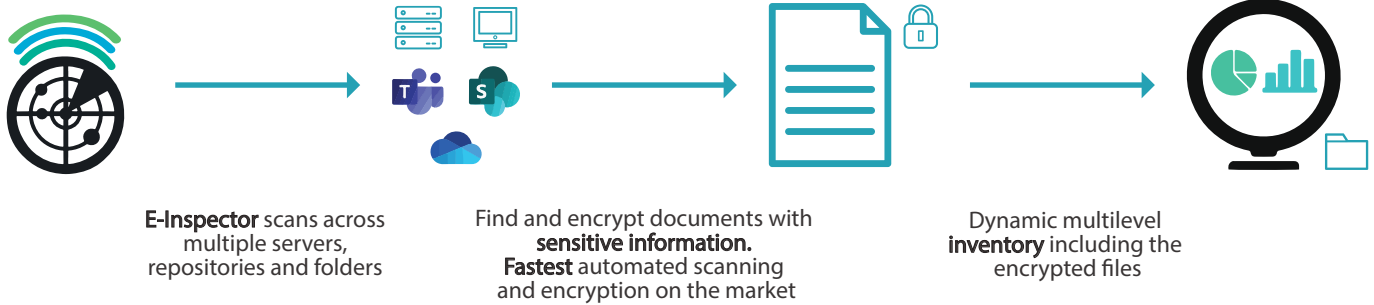 T
S
E-Inspector scans across
multiple servers,
repositories and folders
Find and encrypt documents with
sensitive information.
Fastest automated scanning
and encryption on the market
Dynamic multilevel
inventory including the
encrypted files